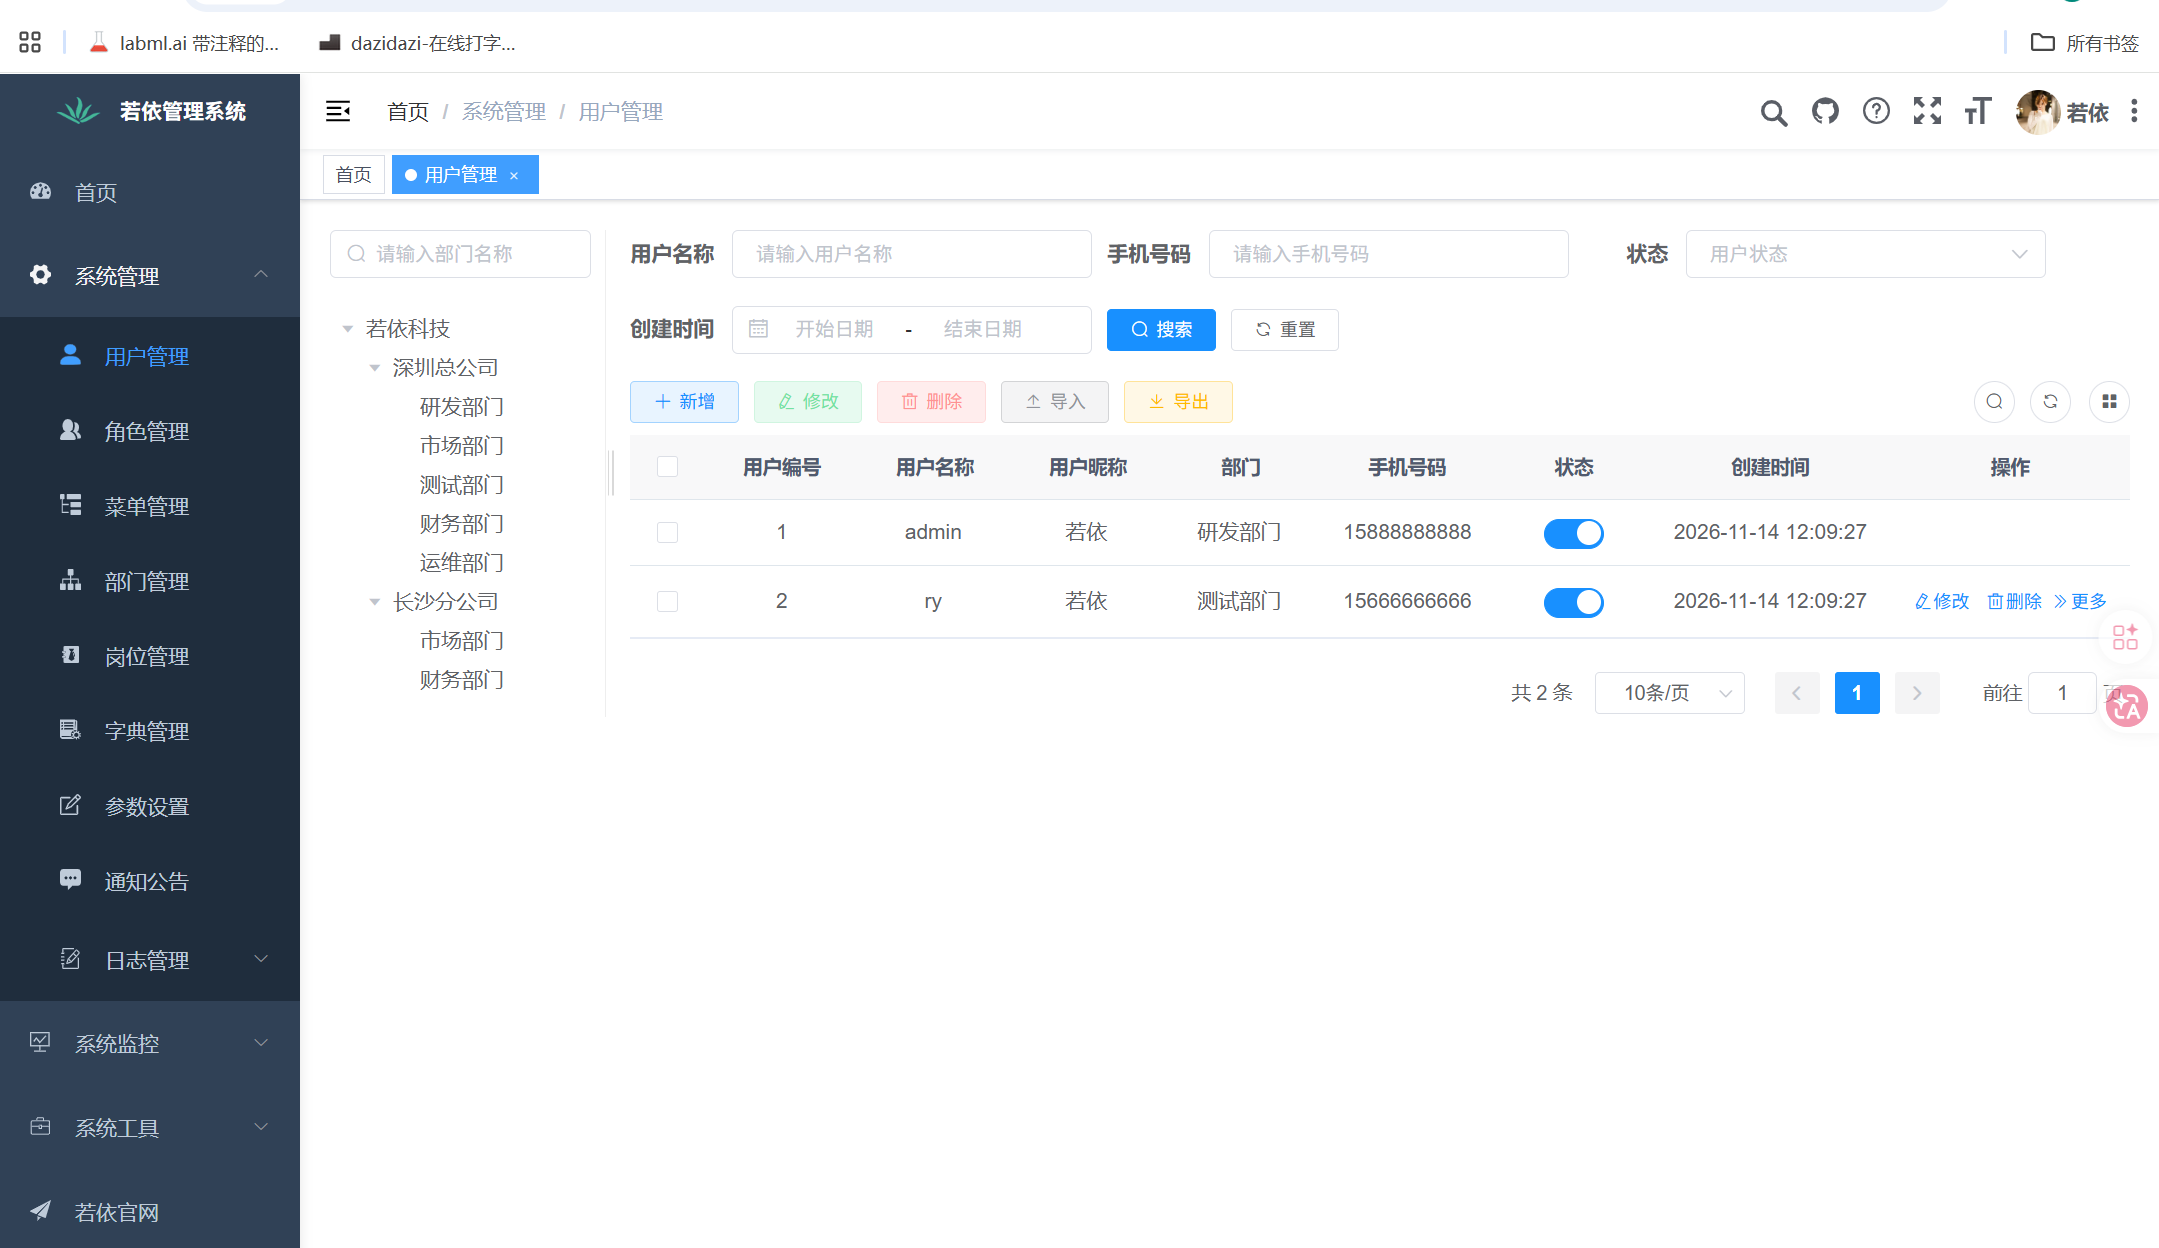 labml.ai 带注释的...
dazidazi-在线打字...
所有书签
若依管理系统
首页 / 系统管理 / 用户管理
若依
首页
用户管理 ×
首页
系统管理
用户管理
角色管理
菜单管理
部门管理
岗位管理
字典管理
参数设置
通知公告
日志管理
系统监控
系统工具
若依官网
请输入部门名称
若依科技
深圳总公司
研发部门
市场部门
测试部门
财务部门
运维部门
长沙分公司
市场部门
财务部门
用户名称 请输入用户名称 手机号码 请输入手机号码 状态 用户状态
创建时间 开始日期 - 结束日期 搜索 重置
新增 修改 删除 导入 导出
用户编号 用户名称 用户昵称 部门 手机号码 状态 创建时间 操作
1 admin 若依 研发部门 15888888888 2026-11-14 12:09:27
2 ry 若依 测试部门 15666666666 2026-11-14 12:09:27 修改 删除 更多
共 2 条 10条/页 1 前往 1